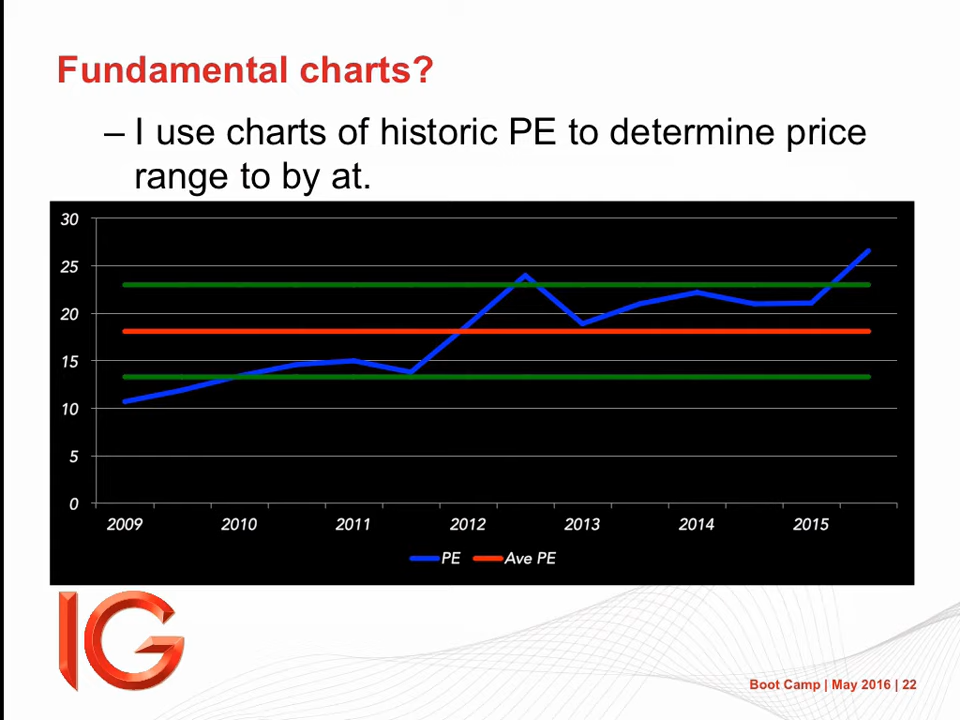 Fundamental charts?
– I use charts of historic PE to determine price
range to by at.
30
25
20
15
10
5
0
2009 2010 2011 2012 2013 2014 2015
PE Ave PE
IG
Boot Camp | May 2016 | 22